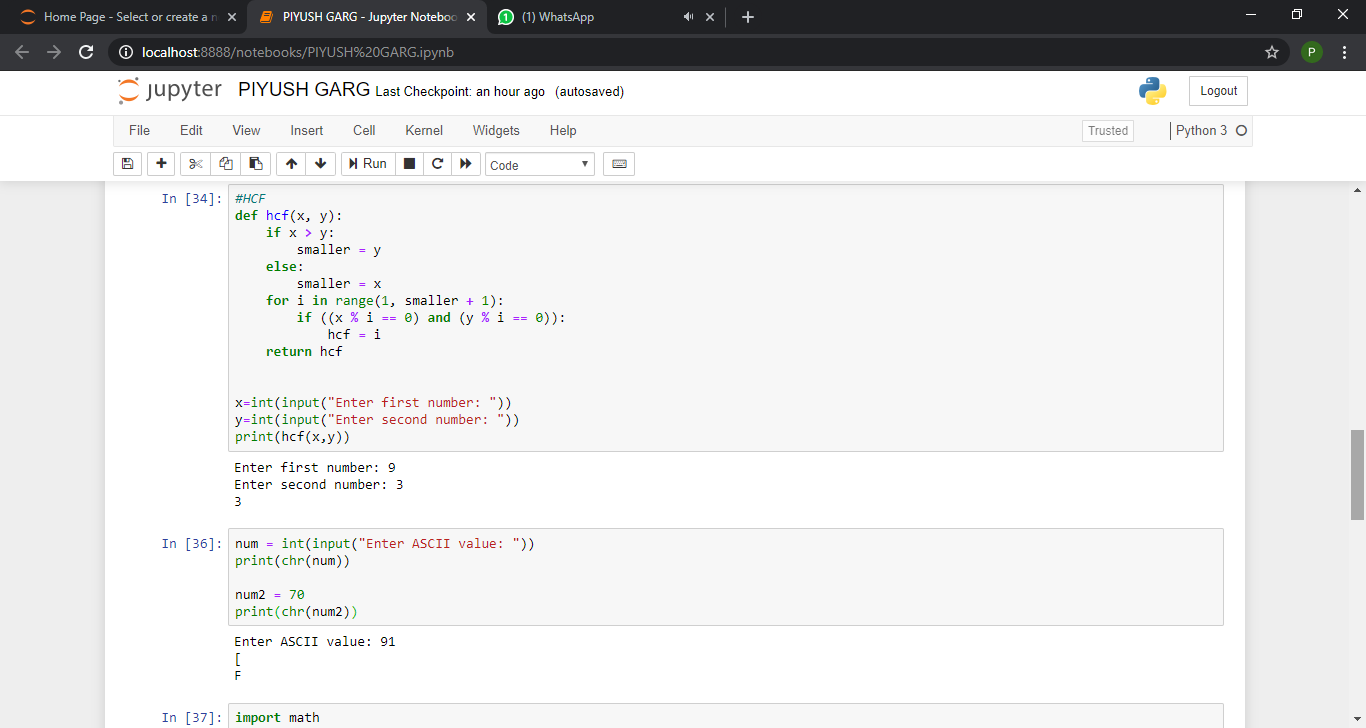 Home Page - Select or create a n
PIYUSH GARG - Jupyter Noteboo
(1) WhatsApp
localhost:8888/notebooks/PIYUSH%20GARG.ipynb
P
jupyter PIYUSH GARG Last Checkpoint: an hour ago (autosaved)
Logout
File Edit View Insert Cell Kernel Widgets Help
Trusted
Python 3
Run
Code
In [34]:
#HCF
def hcf(x, y):
    if x > y:
        smaller = y
    else:
        smaller = x
    for i in range(1, smaller + 1):
        if ((x % i == 0) and (y % i == 0)):
            hcf = i
    return hcf
x=int(input("Enter first number: "))
y=int(input("Enter second number: "))
print(hcf(x,y))
Enter first number: 9
Enter second number: 3
3
In [36]:
num = int(input("Enter ASCII value: "))
print(chr(num))
num2 = 70
print(chr(num2))
Enter ASCII value: 91
[
F
In [37]:
import math